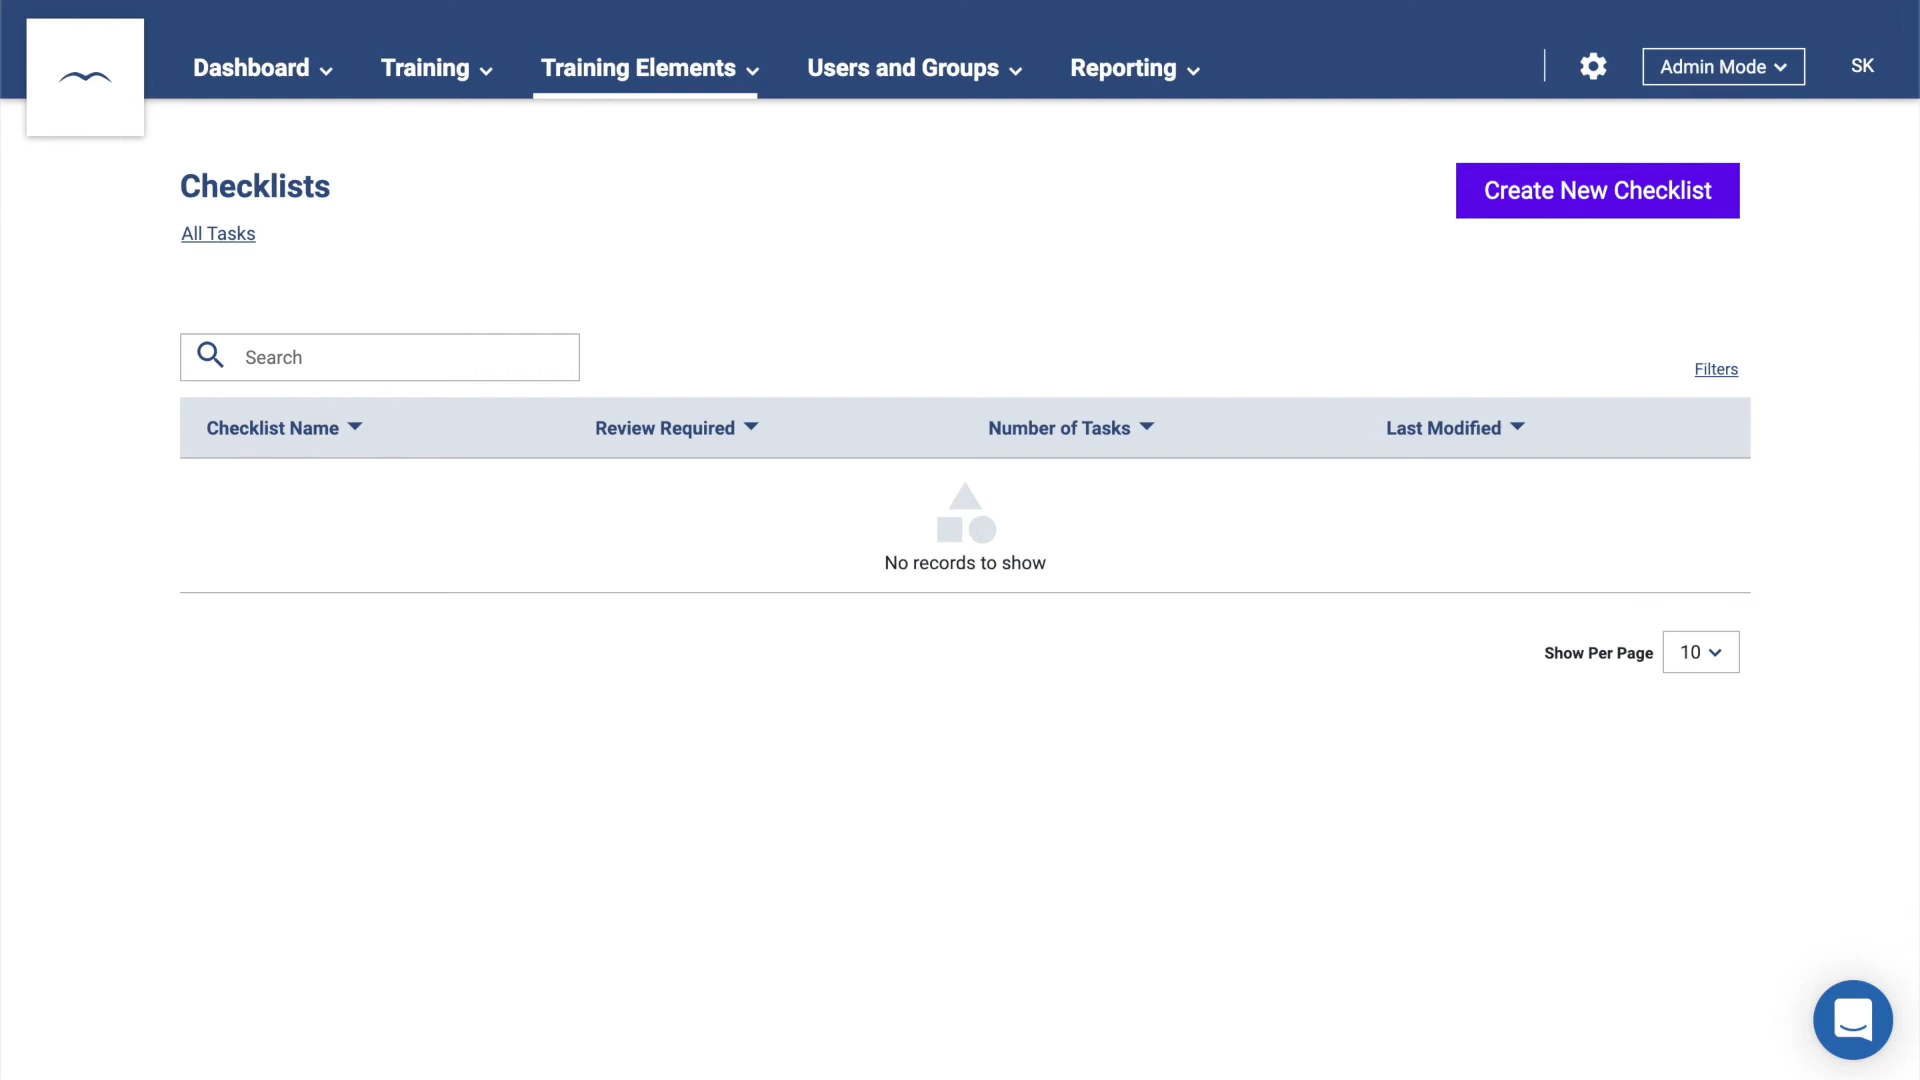 Dashboard Training Training Elements Users and Groups Reporting Admin Mode SK
Checklists
Create New Checklist
All Tasks
Search
Filters
Checklist Name Review Required Number of Tasks Last Modified
No records to show
Show Per Page 10